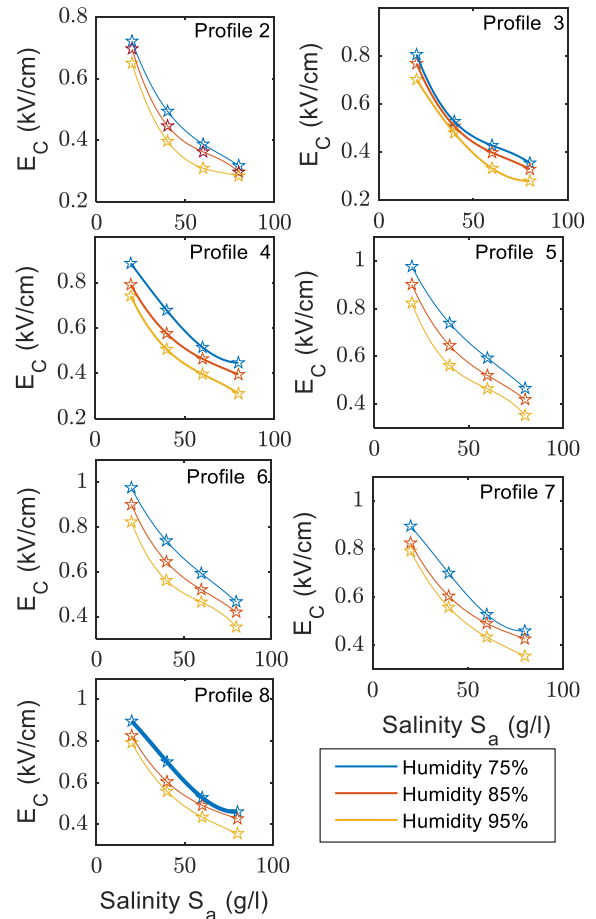 Profile 2
0.8
0.6
0.4
0.2
E_C (kV/cm)
0
50
100
Profile 3
0.8
0.6
0.4
0.2
E_C (kV/cm)
0
50
100
Profile 4
0.8
0.6
0.4
0.2
E_C (kV/cm)
0
50
100
Profile 5
1
0.8
0.6
0.4
E_C (kV/cm)
0
50
100
Profile 6
1
0.8
0.6
0.4
E_C (kV/cm)
0
50
100
Profile 7
1
0.8
0.6
0.4
E_C (kV/cm)
0
50
100
Salinity S_a (g/l)
Profile 8
1
0.8
0.6
0.4
E_C (kV/cm)
0
50
100
Salinity S_a (g/l)
Humidity 75%
Humidity 85%
Humidity 95%